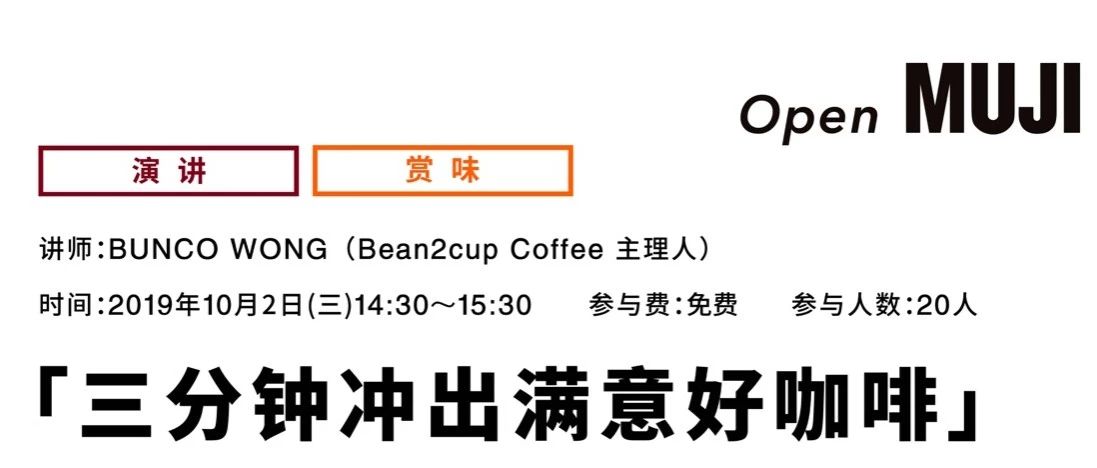 Open MUJI
演讲 赏味
讲师:BUNCO WONG（Bean2cup Coffee 主理人）
时间:2019年10月2日(三)14:30～15:30 参与费:免费 参与人数:20人
「三分钟冲出满意好咖啡」